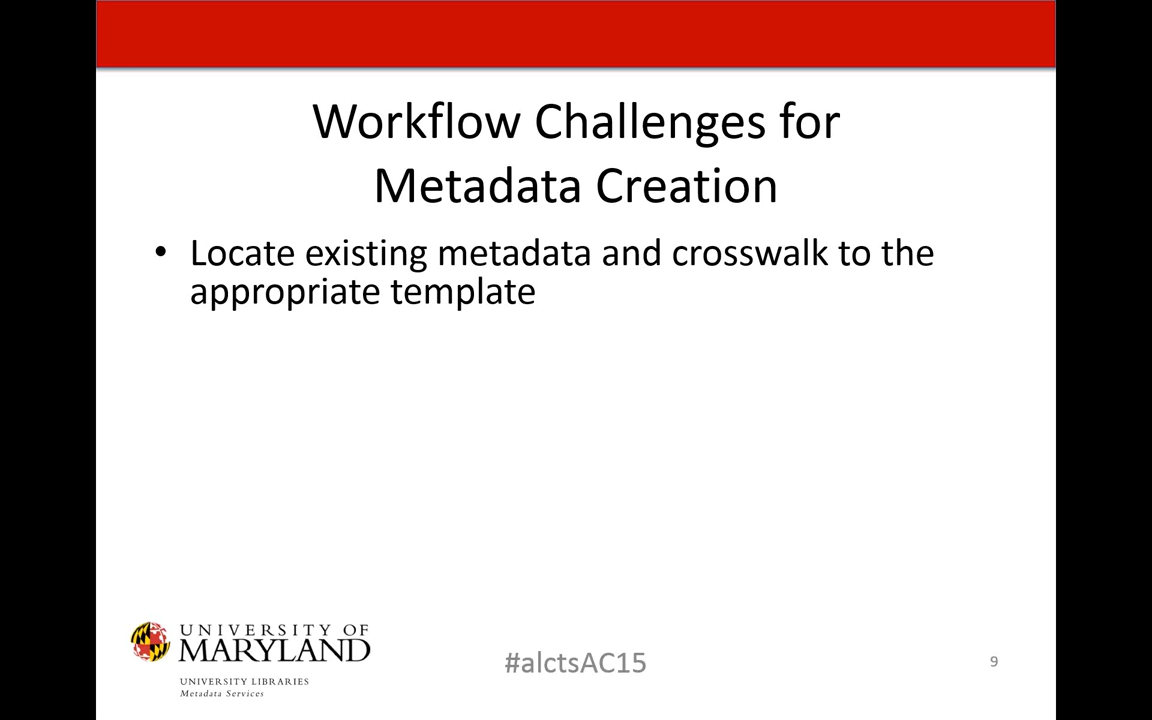 Workflow Challenges for
Metadata Creation
• Locate existing metadata and crosswalk to the
appropriate template
UNIVERSITY OF
MARYLAND
UNIVERSITY LIBRARIES
Metadata Services
#alctsAC15
9